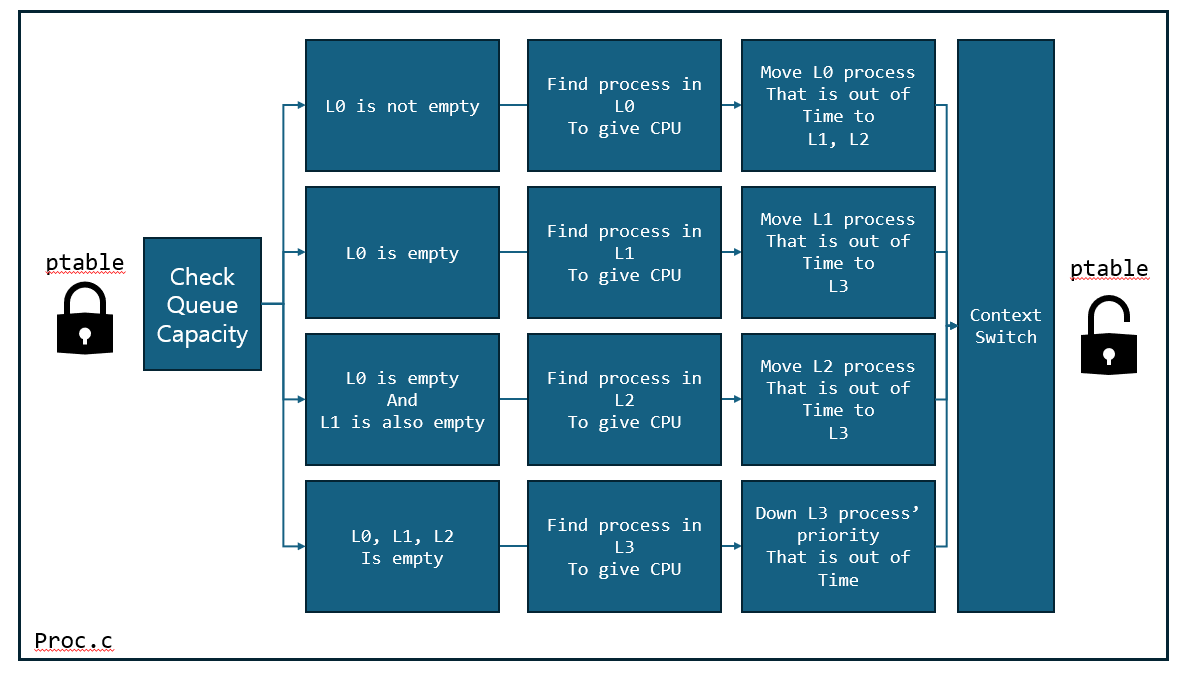 ptable
Check
Queue
Capacity
L0 is not empty
Find process in
L0
To give CPU
Move L0 process
That is out of
Time to
L1, L2
L0 is empty
Find process in
L1
To give CPU
Move L1 process
That is out of
Time to
L3
L0 is empty
And
L1 is also empty
Find process in
L2
To give CPU
Move L2 process
That is out of
Time to
L3
L0, L1, L2
Is empty
Find process in
L3
To give CPU
Down L3 process’
priority
That is out of
Time
Context
Switch
ptable
Proc.c